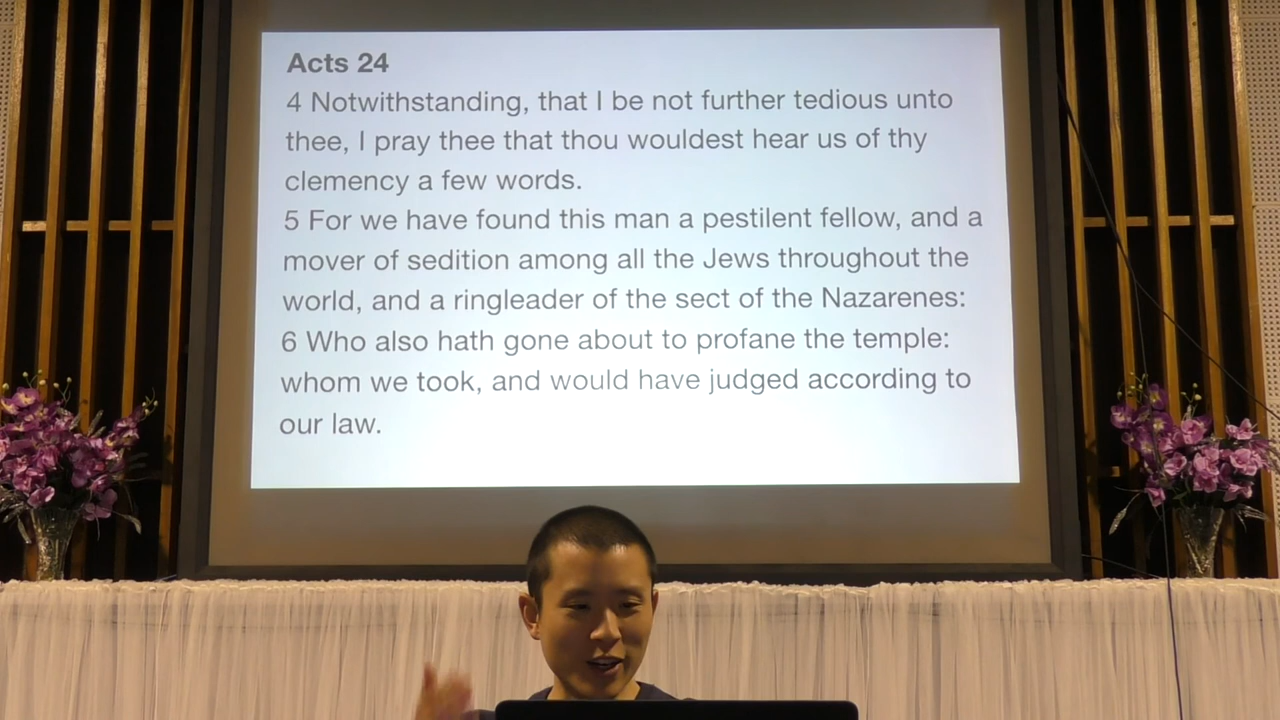 Acts 24
4 Notwithstanding, that I be not further tedious unto
thee, I pray thee that thou wouldest hear us of thy
clemency a few words.
5 For we have found this man a pestilent fellow, and a
mover of sedition among all the Jews throughout the
world, and a ringleader of the sect of the Nazarenes:
6 Who also hath gone about to profane the temple:
whom we took, and would have judged according to
our law.